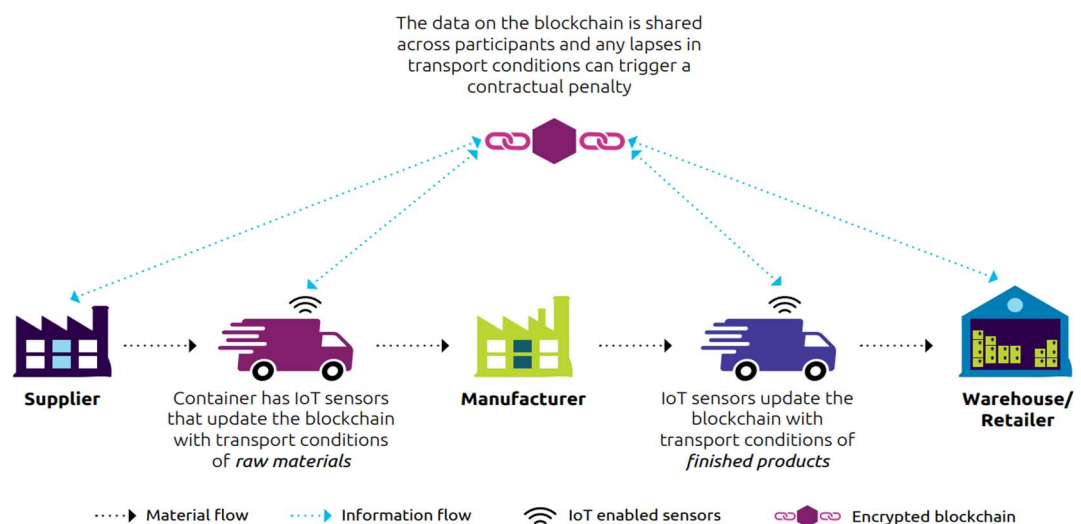 The data on the blockchain is shared
across participants and any lapses in
transport conditions can trigger a
contractual penalty
Supplier
Container has IoT sensors
that update the blockchain
with transport conditions
of raw materials
Manufacturer
IoT sensors update the
blockchain with
transport conditions of
finished products
Warehouse/
Retailer
Material flow
Information flow
IoT enabled sensors
Encrypted blockchain